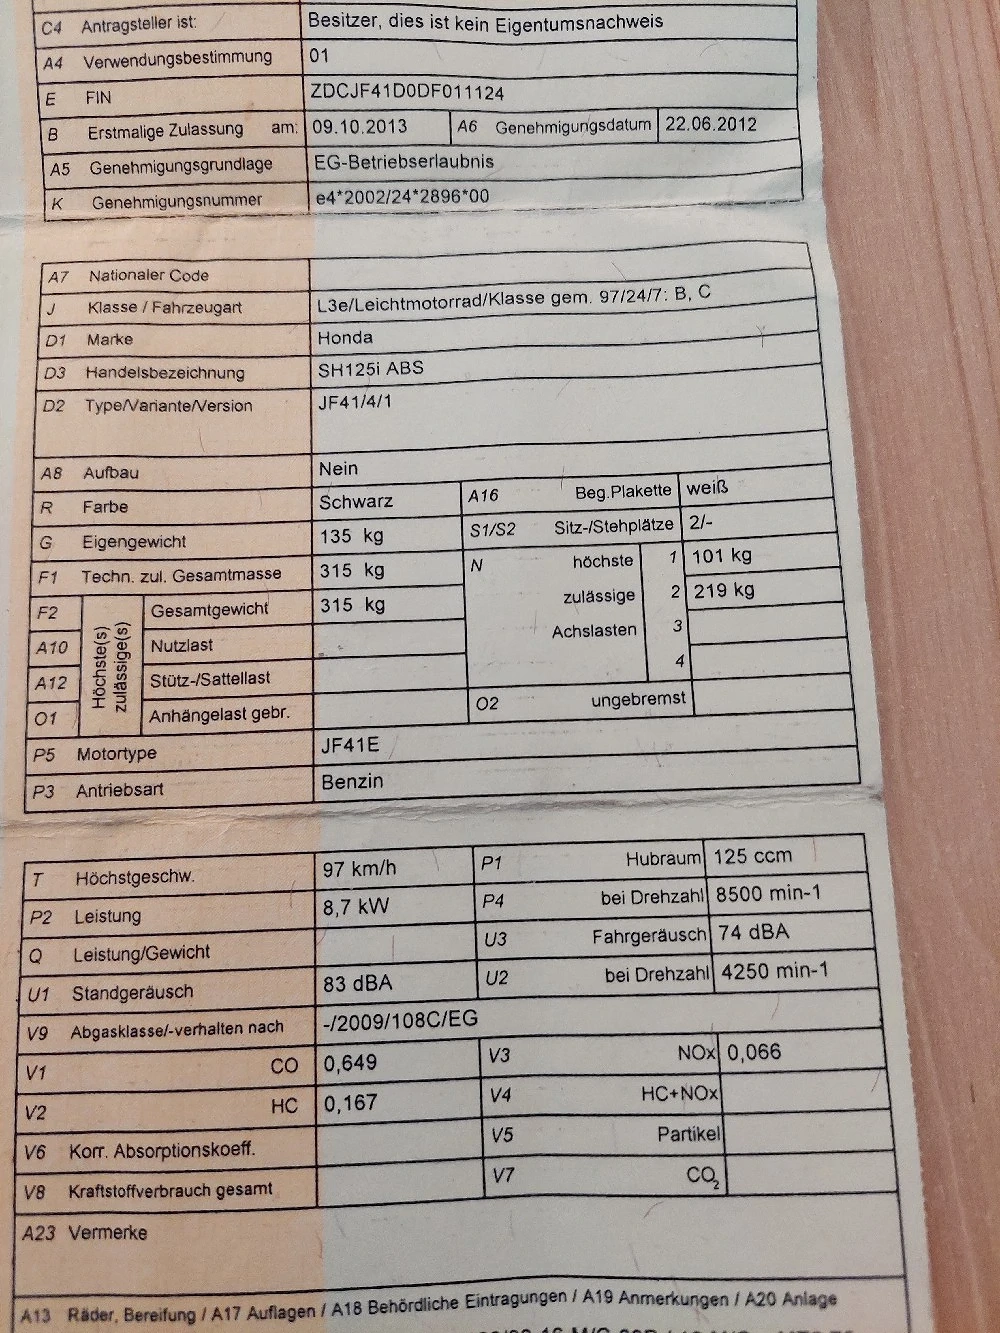 C4 Antragsteller ist: Besitzer, dies ist kein Eigentumsnachweis
A4 Verwendungsbestimmung 01
E FIN ZDCJF41D0DF011124
B Erstmalige Zulassung am: 09.10.2013 A6 Genehmigungsdatum 22.06.2012
A5 Genehmigungsgrundlage EG-Betriebserlaubnis
K Genehmigungsnummer e4*2002/24*2896*00
A7 Nationaler Code
J Klasse / Fahrzeugart L3e/Leichtmotorrad/Klasse gem. 97/24/7: B, C
D1 Marke Honda
D3 Handelsbezeichnung SH125i ABS
D2 Type/Variante/Version JF41/4/1
A8 Aufbau Nein
R Farbe Schwarz A16 Beg.Plakette weiß
G Eigengewicht 135 kg S1/S2 Sitz-/Stehplätze 2/-
F1 Techn. zul. Gesamtmasse 315 kg N höchste zulässige Achslasten 1 101 kg
F2 Höchste(s) zulässige(s) Gesamtgewicht 315 kg 2 219 kg
A10 Nutzlast 3
A12 Stütz-/Sattellast 4
O1 Anhängelast gebr. O2 ungebremst
P5 Motortype JF41E
P3 Antriebsart Benzin
T Höchstgeschw. 97 km/h P1 Hubraum 125 ccm
P2 Leistung 8,7 kW P4 bei Drehzahl 8500 min-1
Q Leistung/Gewicht U3 Fahrgeräusch 74 dBA
U1 Standgeräusch 83 dBA U2 bei Drehzahl 4250 min-1
V9 Abgasklasse/-verhalten nach -/2009/108C/EG
V1 CO 0,649 V3 NOx 0,066
V2 HC 0,167 V4 HC+NOx
V6 Korr. Absorptionskoeff. V5 Partikel
V8 Kraftstoffverbrauch gesamt V7 CO₂
A23 Vermerke
A13 Räder, Bereifung / A17 Auflagen / A18 Behördliche Eintragungen / A19 Anmerkungen / A20 Anlage